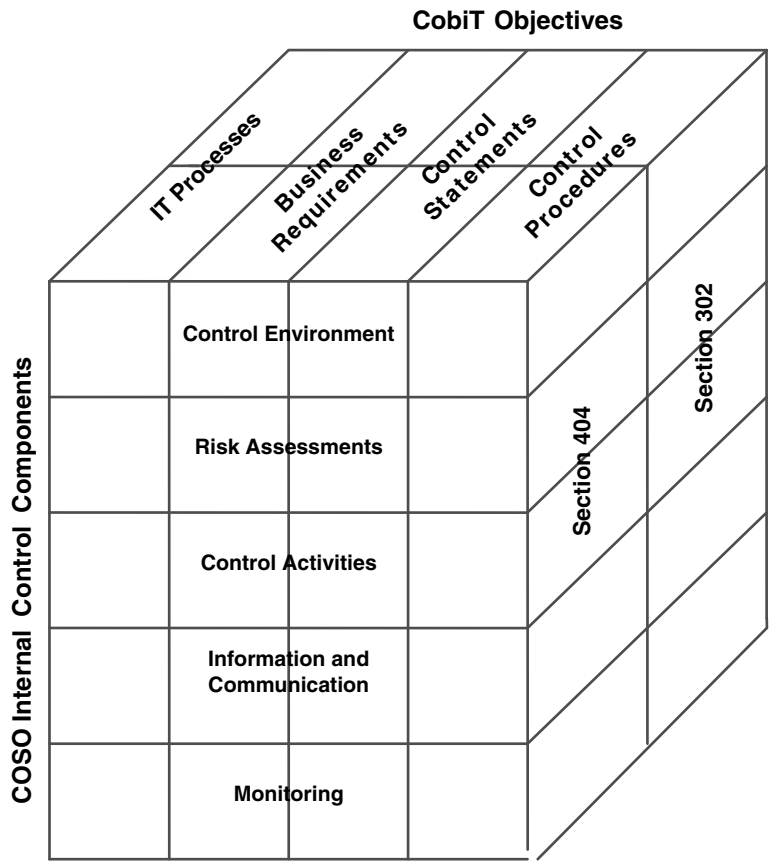 CobiT Objectives
IT Processes
Business
Requirements
Control
Statements
Control
Procedures
Control Environment
Risk Assessments
Control Activities
Information and
Communication
Monitoring
COSO Internal Control Components
Section 404
Section 302